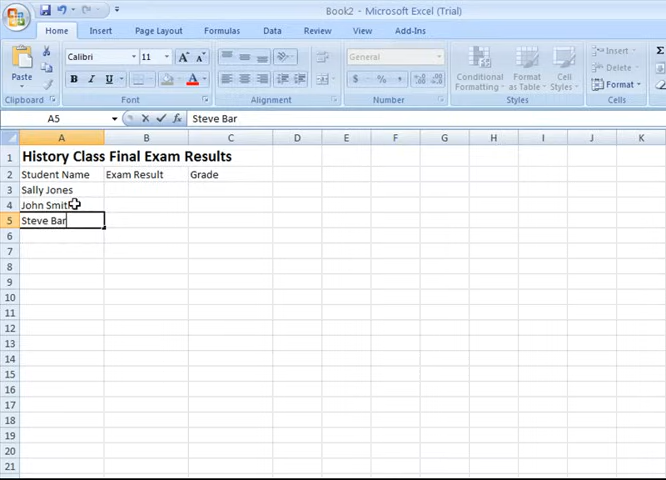 Book2 - Microsoft Excel (Trial)
Home Insert Page Layout Formulas Data Review View Add-Ins
Calibri 11 A A General Insert Σ
Paste B I U A $ % , Conditional Formatting Format as Table Cell Styles Delete Format
Clipboard Font Alignment Number Styles Cells
A5 fx Steve Bar
A B C D E F G H I J K
1 History Class Final Exam Results
2 Student Name Exam Result Grade
3 Sally Jones
4 John Smith
5 Steve Bar
6
7
8
9
10
11
12
13
14
15
16
17
18
19
20
21